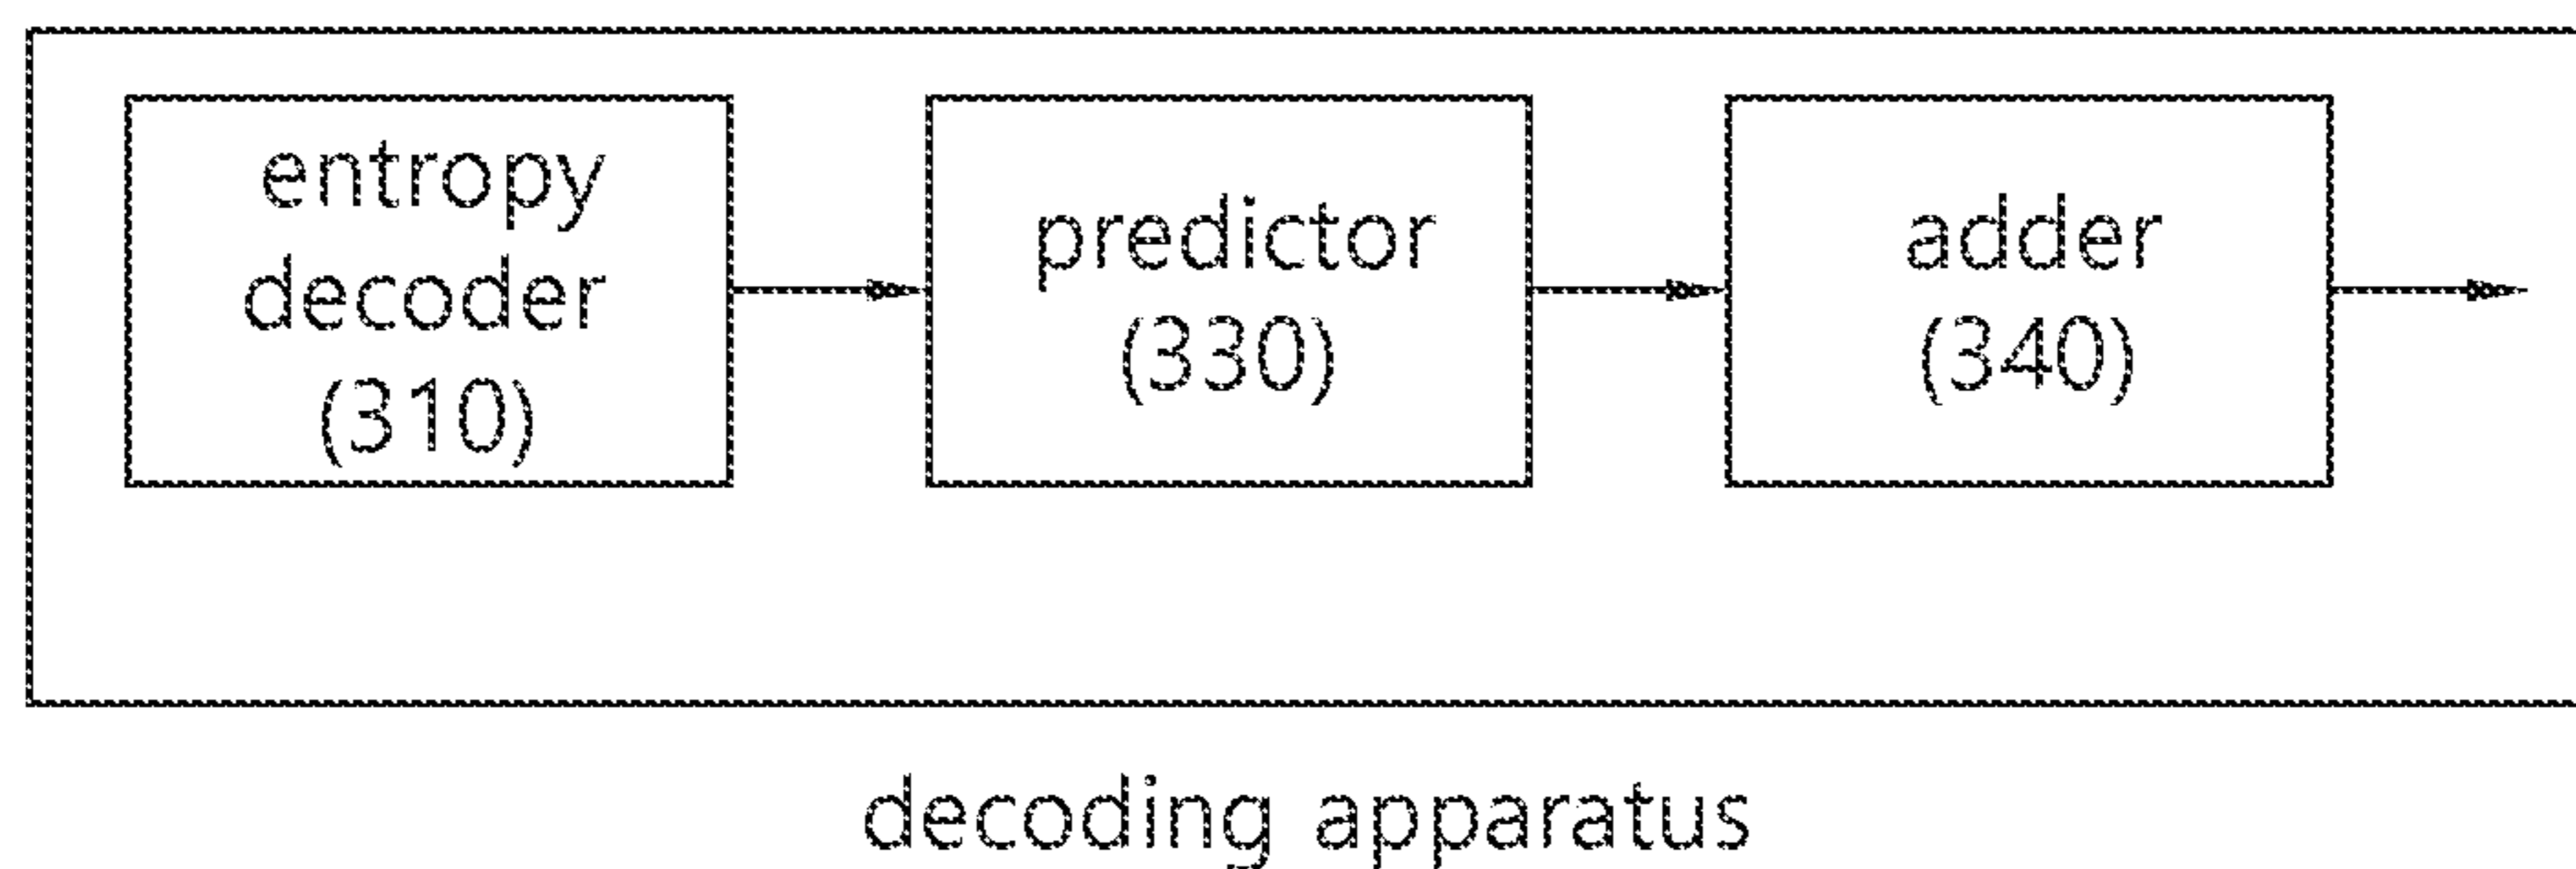 entropy
decoder
(310)
predictor
(330)
adder
(340)
decoding apparatus